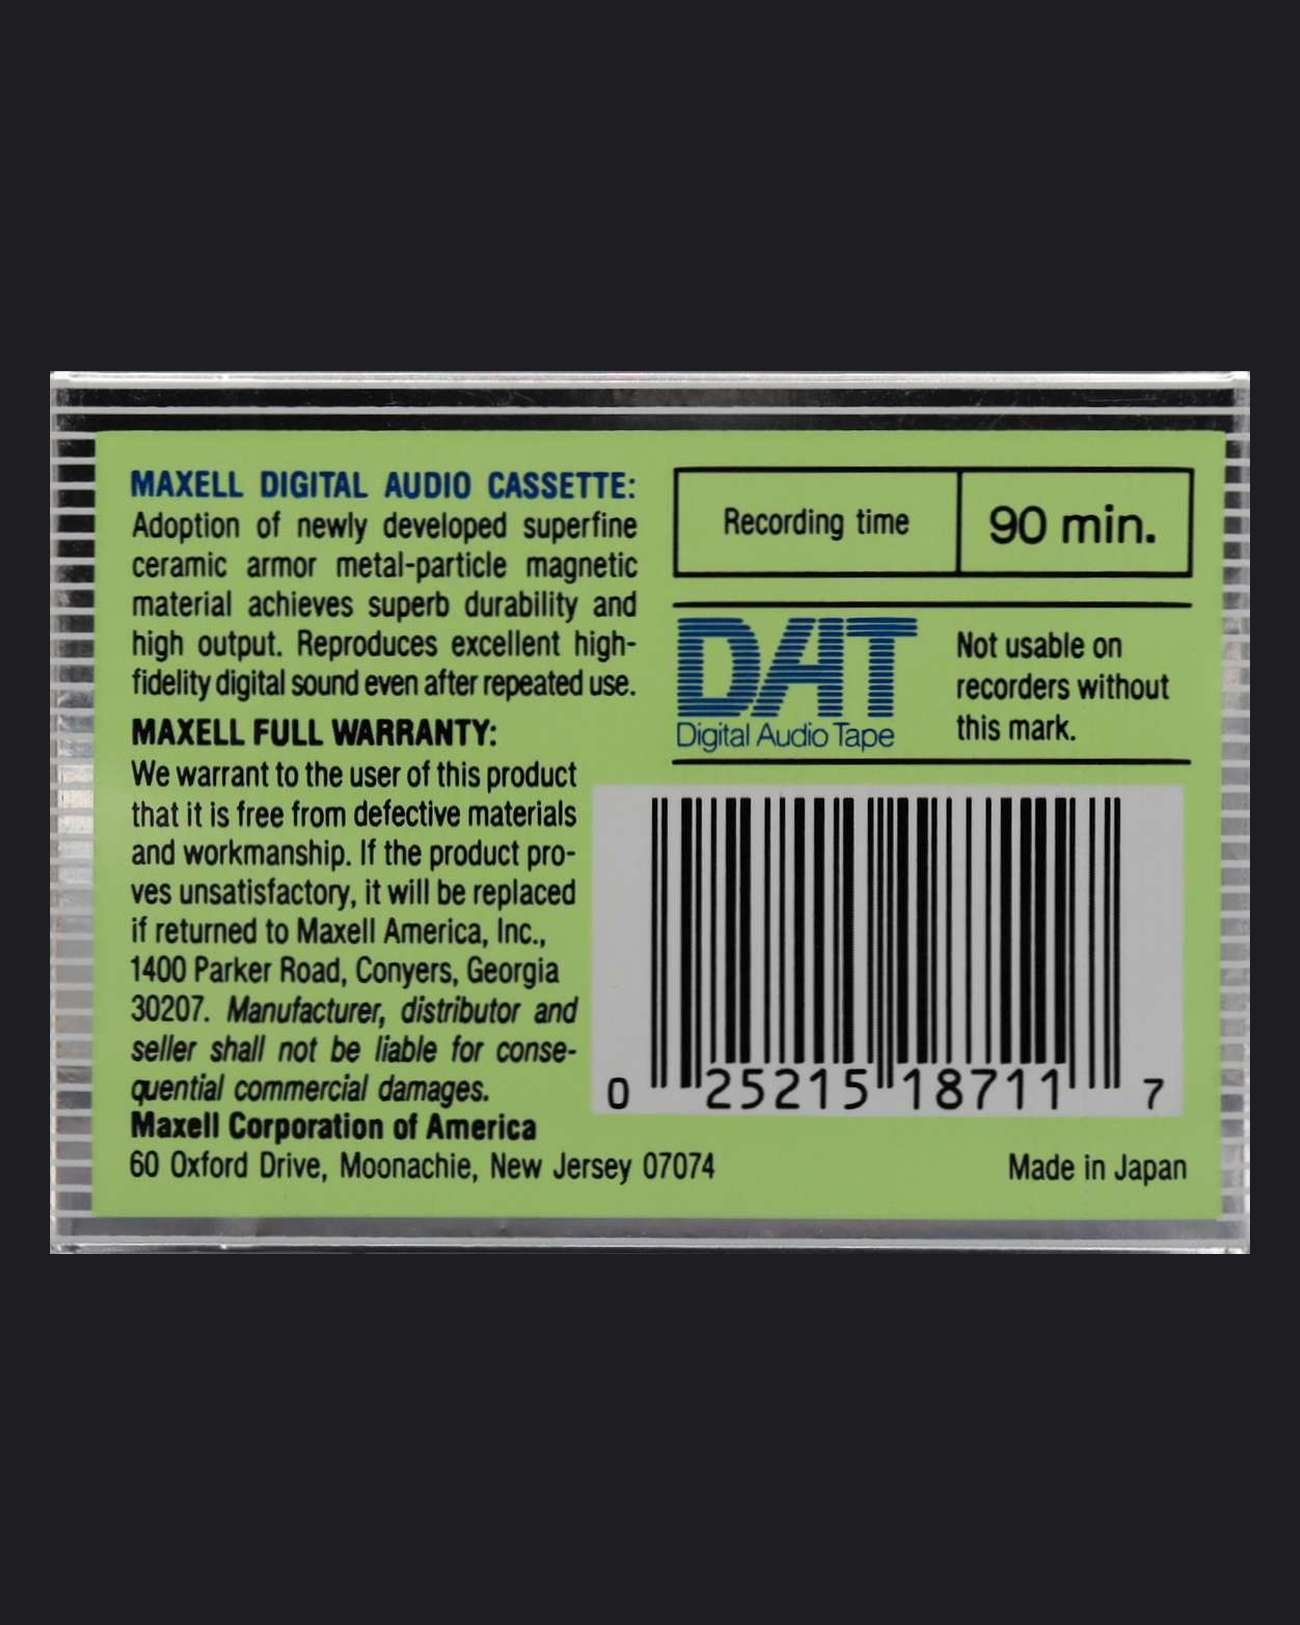 MAXELL DIGITAL AUDIO CASSETTE:
Adoption of newly developed superfine
ceramic armor metal-particle magnetic
material achieves superb durability and
high output. Reproduces excellent high-
fidelity digital sound even after repeated use.
MAXELL FULL WARRANTY:
We warrant to the user of this product
that it is free from defective materials
and workmanship. If the product pro-
ves unsatisfactory, it will be replaced
if returned to Maxell America, Inc.,
1400 Parker Road, Conyers, Georgia
30207. Manufacturer, distributor and
seller shall not be liable for conse-
quential commercial damages.
Maxell Corporation of America
60 Oxford Drive, Moonachie, New Jersey 07074
Recording time 90 min.
DAT
Digital Audio Tape
Not usable on
recorders without
this mark.
0 25215 18711 7
Made in Japan